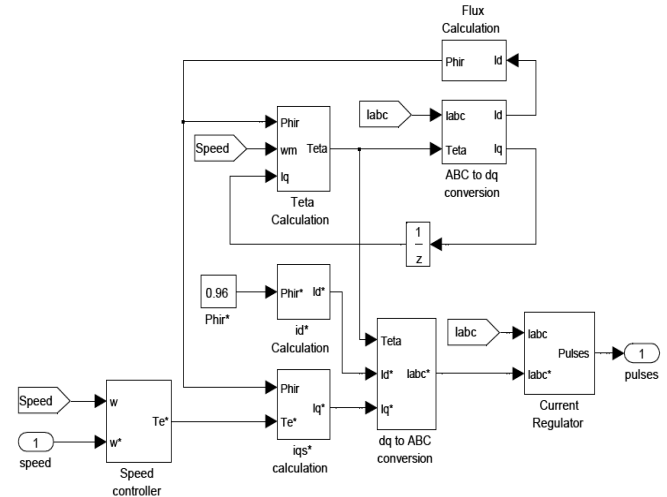 Flux
Calculation
Phir
Id
Iabc
Iabc
Id
Phir
Speed
wm
Teta
Teta
Iq
Iq
ABC to dq
conversion
Teta
Calculation
1
z
0.96
Phir*
Id*
Phir*
id*
Calculation
Iabc
Iabc
Teta
Pulses
1
Id*
Iabc*
Iabc*
pulses
Phir
Speed
w
Iq*
Iq*
Current
Regulator
Te*
Te*
1
w*
dq to ABC
conversion
iqs*
calculation
speed
Speed
controller